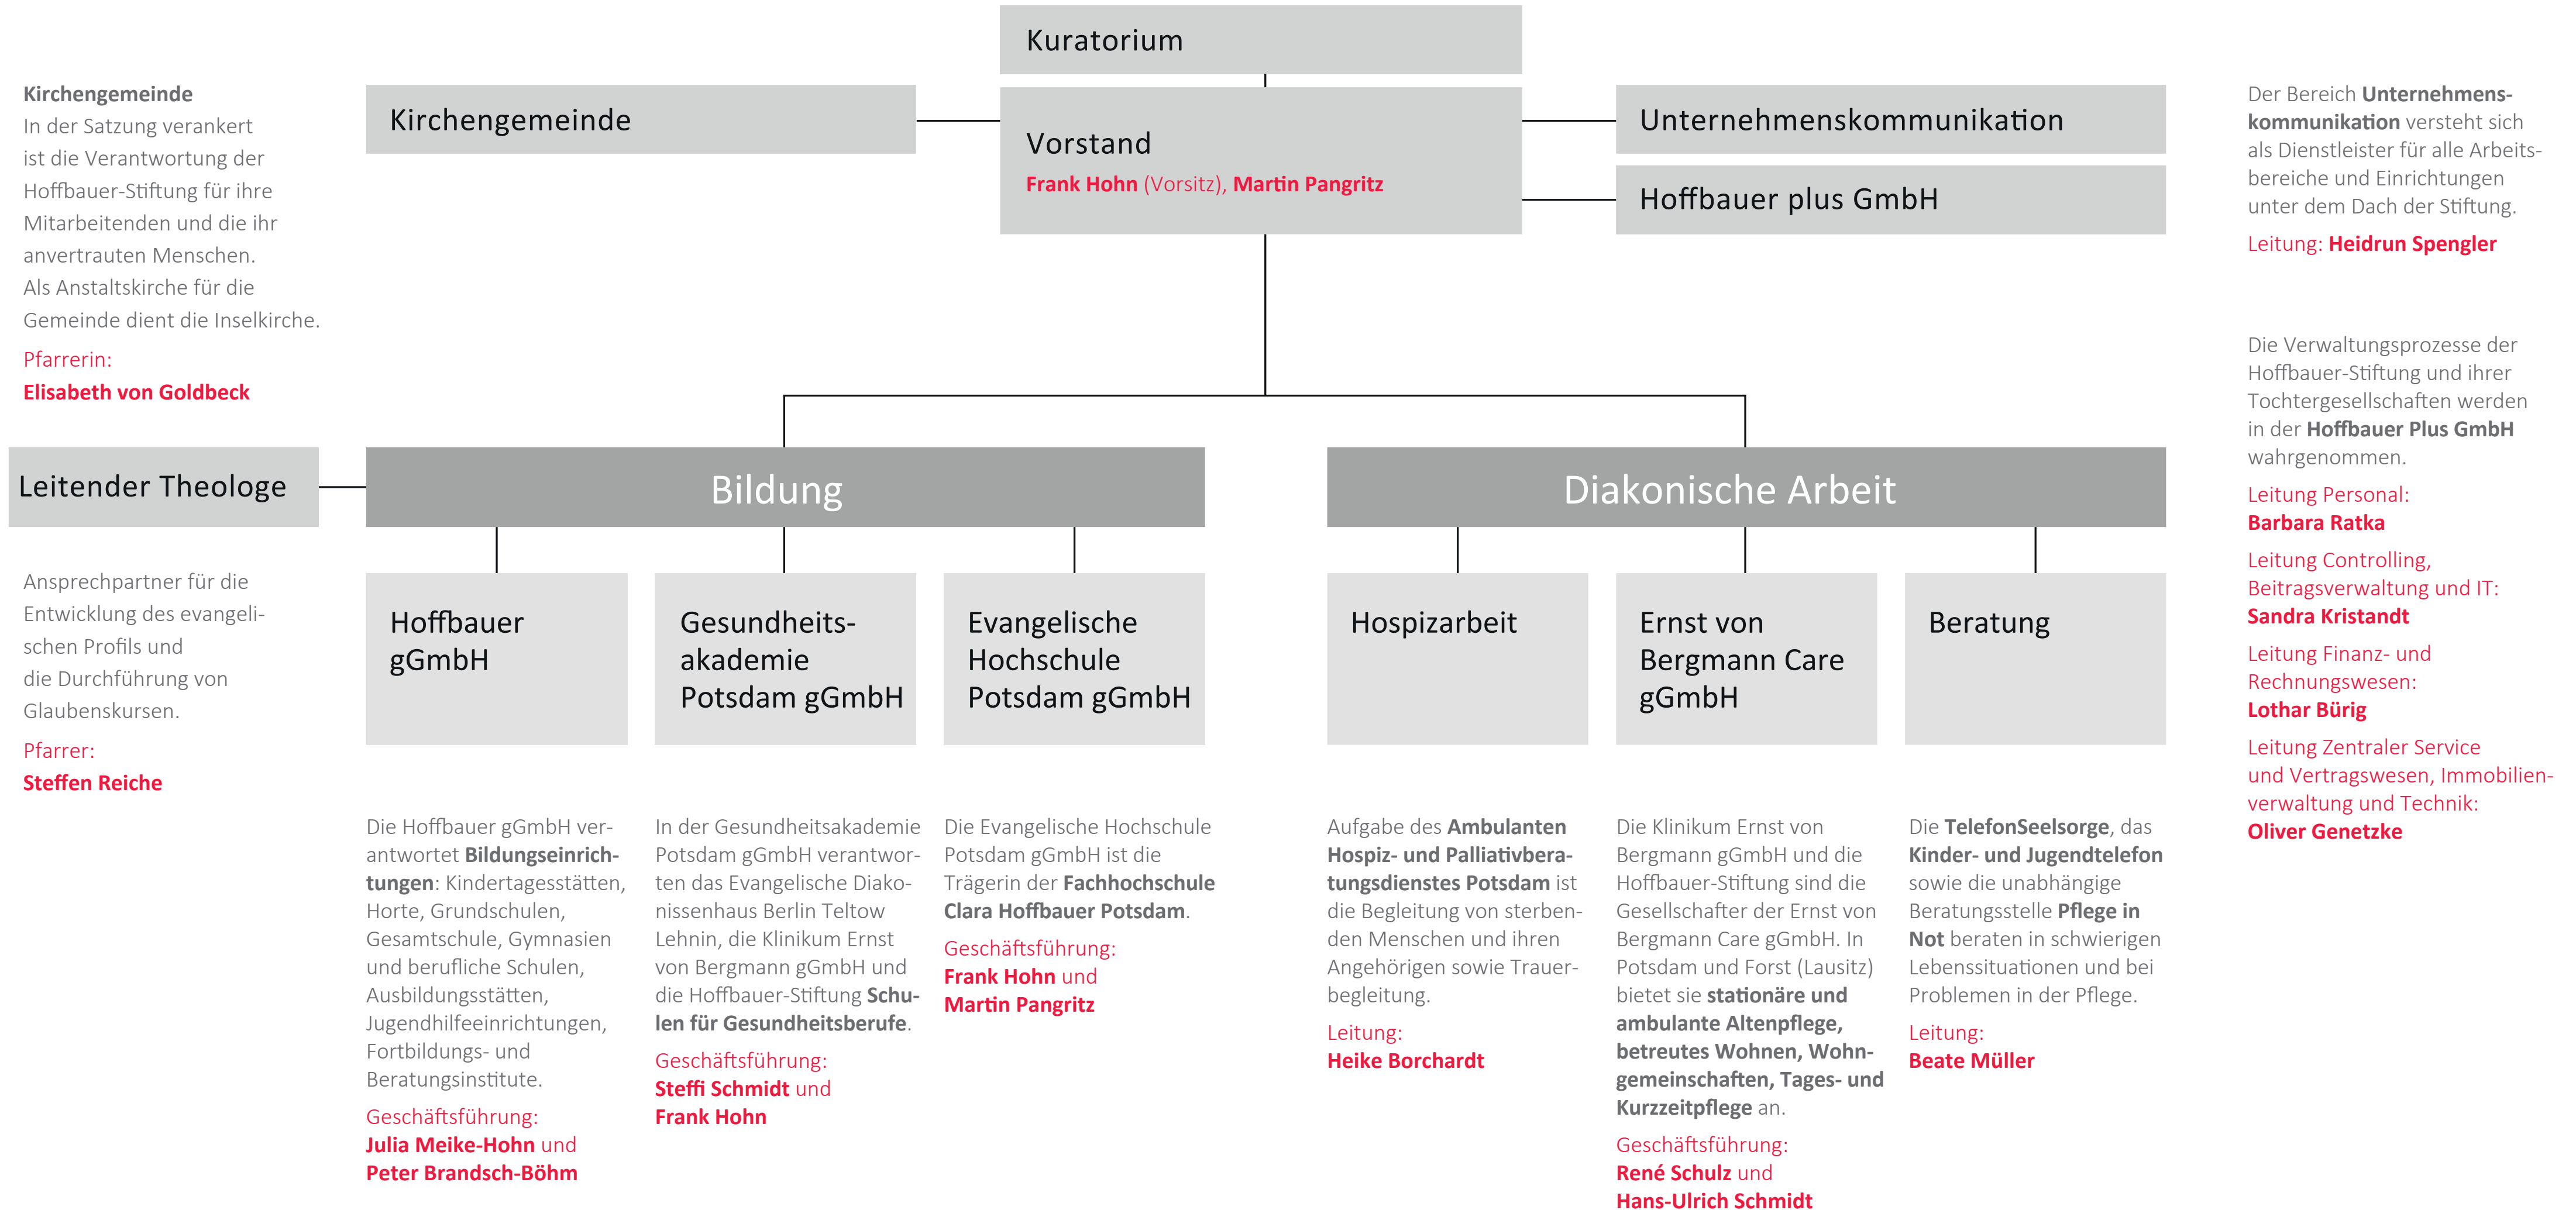 Kuratorium
Kirchengemeinde
In der Satzung verankert
ist die Verantwortung der
Hoffbauer-Stiftung für ihre
Mitarbeitenden und die ihr
anvertrauten Menschen.
Als Anstaltskirche für die
Gemeinde dient die Inselkirche.
Pfarrerin:
Elisabeth von Goldbeck
Kirchengemeinde
Vorstand
Frank Hohn (Vorsitz), Martin Pangritz
Unternehmenskommunikation
Hoffbauer plus GmbH
Der Bereich Unternehmens-
kommunikation versteht sich
als Dienstleister für alle Arbeits-
bereiche und Einrichtungen
unter dem Dach der Stiftung.
Leitung: Heidrun Spengler
Die Verwaltungsprozesse der
Hoffbauer-Stiftung und ihrer
Tochtergesellschaften werden
in der Hoffbauer Plus GmbH
wahrgenommen.
Leitung Personal:
Barbara Ratka
Leitung Controlling,
Beitragsverwaltung und IT:
Sandra Kristandt
Leitung Finanz- und
Rechnungswesen:
Lothar Bürig
Leitung Zentraler Service
und Vertragswesen, Immobilien-
verwaltung und Technik:
Oliver Genetzke
Leitender Theologe
Ansprechpartner für die
Entwicklung des evangeli-
schen Profils und
die Durchführung von
Glaubenskursen.
Pfarrer:
Steffen Reiche
Bildung
Diakonische Arbeit
Hoffbauer
gGmbH
Gesundheits-
akademie
Potsdam gGmbH
Evangelische
Hochschule
Potsdam gGmbH
Hospizarbeit
Ernst von
Bergmann Care
gGmbH
Beratung
Die Hoffbauer gGmbH ver-
antwortet Bildungseinrich-
tungen: Kindertagesstätten,
Horte, Grundschulen,
Gesamtschule, Gymnasien
und berufliche Schulen,
Ausbildungsstätten,
Jugendhilfeeinrichtungen,
Fortbildungs- und
Beratungsinstitute.
Geschäftsführung:
Julia Meike-Hohn und
Peter Brandsch-Böhm
In der Gesundheitsakademie
Potsdam gGmbH verantwor-
ten das Evangelische Diako-
nissenhaus Berlin Teltow
Lehnin, die Klinikum Ernst
von Bergmann gGmbH und
die Hoffbauer-Stiftung Schu-
len für Gesundheitsberufe.
Geschäftsführung:
Steffi Schmidt und
Frank Hohn
Die Evangelische Hochschule
Potsdam gGmbH ist die
Trägerin der Fachhochschule
Clara Hoffbauer Potsdam.
Geschäftsführung:
Frank Hohn und
Martin Pangritz
Aufgabe des Ambulanten
Hospiz- und Palliativbera-
tungsdienstes Potsdam ist
die Begleitung von sterben-
den Menschen und ihren
Angehörigen sowie Trauer-
begleitung.
Leitung:
Heike Borchardt
Die Klinikum Ernst von
Bergmann gGmbH und die
Hoffbauer-Stiftung sind die
Gesellschafter der Ernst von
Bergmann Care gGmbH. In
Potsdam und Forst (Lausitz)
bietet sie stationäre und
ambulante Altenpflege,
betreutes Wohnen, Wohn-
gemeinschaften, Tages- und
Kurzzeitpflege an.
Geschäftsführung:
René Schulz und
Hans-Ulrich Schmidt
Die TelefonSeelsorge, das
Kinder- und Jugendtelefon
sowie die unabhängige
Beratungsstelle Pflege in
Not beraten in schwierigen
Lebenssituationen und bei
Problemen in der Pflege.
Leitung:
Beate Müller